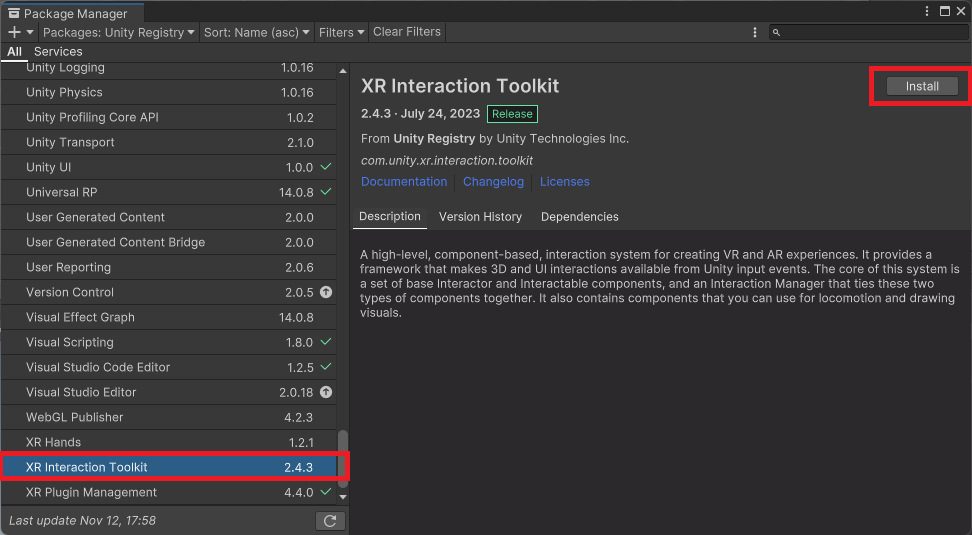 Package Manager
Packages: Unity Registry Sort: Name (asc) Filters Clear Filters
All Services
Unity Logging 1.0.16
Unity Physics 1.0.16
Unity Profiling Core API 1.0.2
Unity Transport 2.1.0
Unity UI 1.0.0
Universal RP 14.0.8
User Generated Content 2.0.0
User Generated Content Bridge 2.0.0
User Reporting 2.0.6
Version Control 2.0.5
Visual Effect Graph 14.0.8
Visual Scripting 1.8.0
Visual Studio Code Editor 1.2.5
Visual Studio Editor 2.0.18
WebGL Publisher 4.2.3
XR Hands 1.2.1
XR Interaction Toolkit 2.4.3
XR Plugin Management 4.4.0
Last update Nov 12, 17:58
XR Interaction Toolkit
Install
2.4.3 · July 24, 2023 Release
From Unity Registry by Unity Technologies Inc.
com.unity.xr.interaction.toolkit
Documentation Changelog Licenses
Description Version History Dependencies
A high-level, component-based, interaction system for creating VR and AR experiences. It provides a
framework that makes 3D and UI interactions available from Unity input events. The core of this system is
a set of base Interactor and Interactable components, and an Interaction Manager that ties these two
types of components together. It also contains components that you can use for locomotion and drawing
visuals.